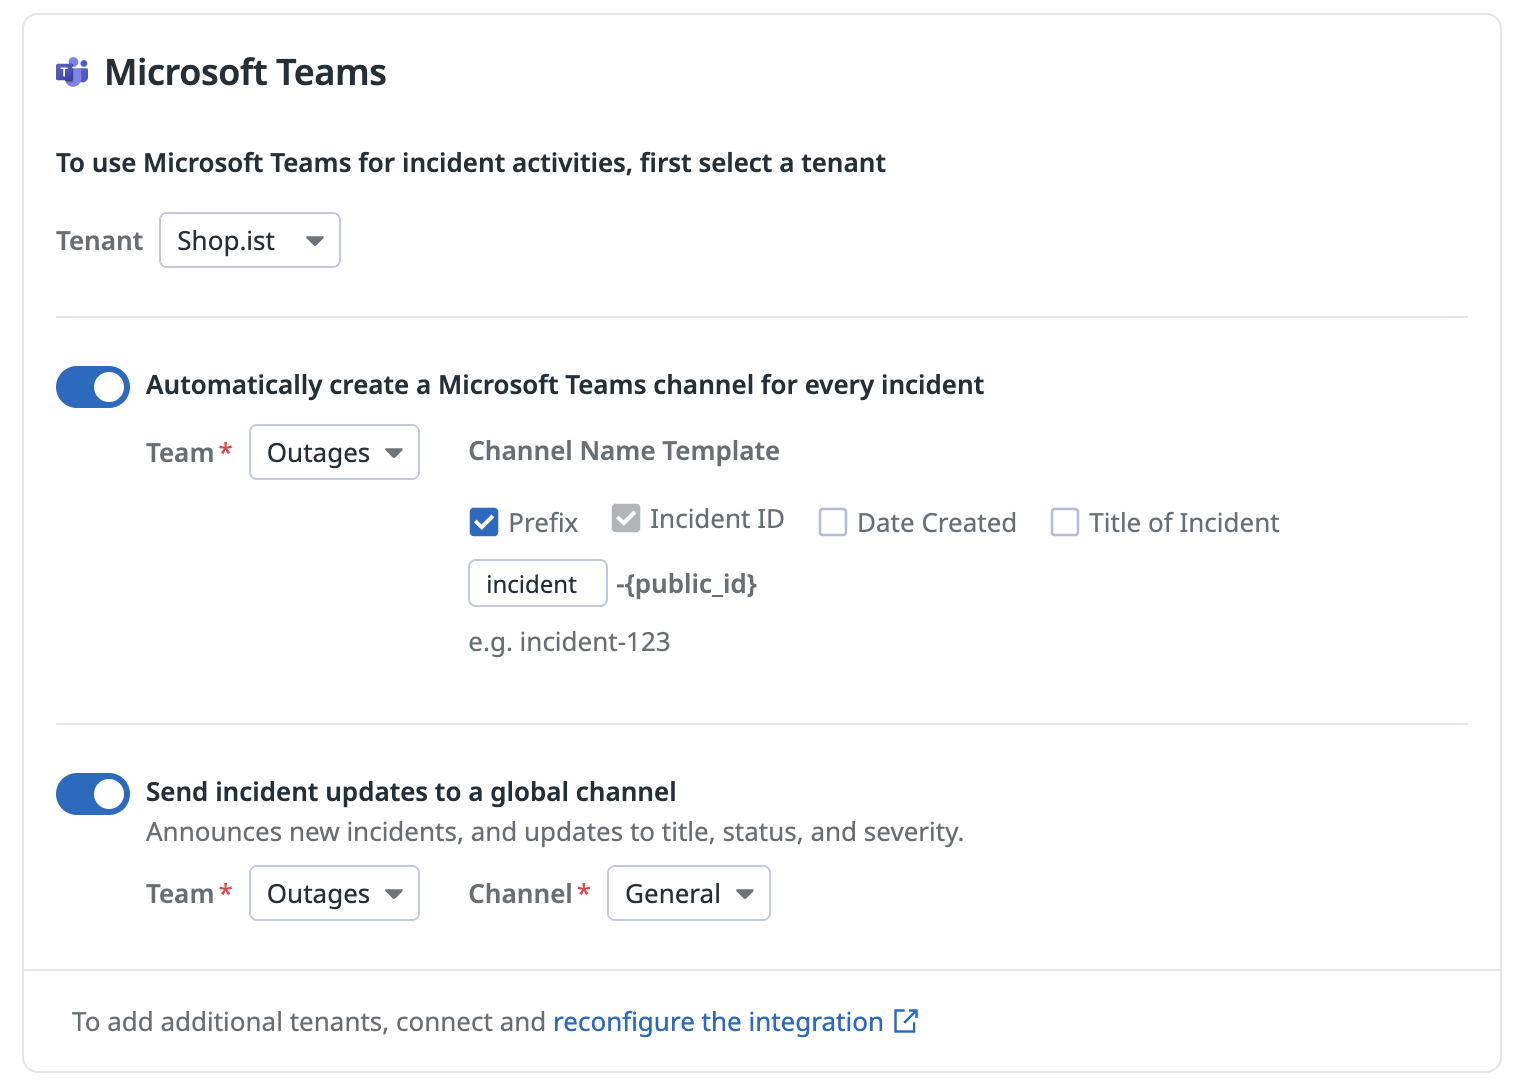 Microsoft Teams
To use Microsoft Teams for incident activities, first select a tenant
Tenant Shop.ist
Automatically create a Microsoft Teams channel for every incident
Team* Outages Channel Name Template
Prefix Incident ID Date Created Title of Incident
incident -{public_id}
e.g. incident-123
Send incident updates to a global channel
Announces new incidents, and updates to title, status, and severity.
Team* Outages Channel* General
To add additional tenants, connect and reconfigure the integration